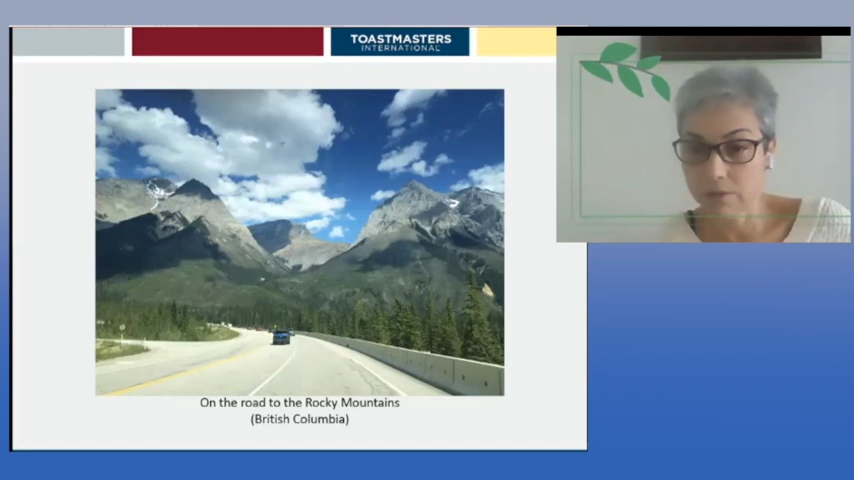 TOASTMASTERS
INTERNATIONAL
On the road to the Rocky Mountains
(British Columbia)